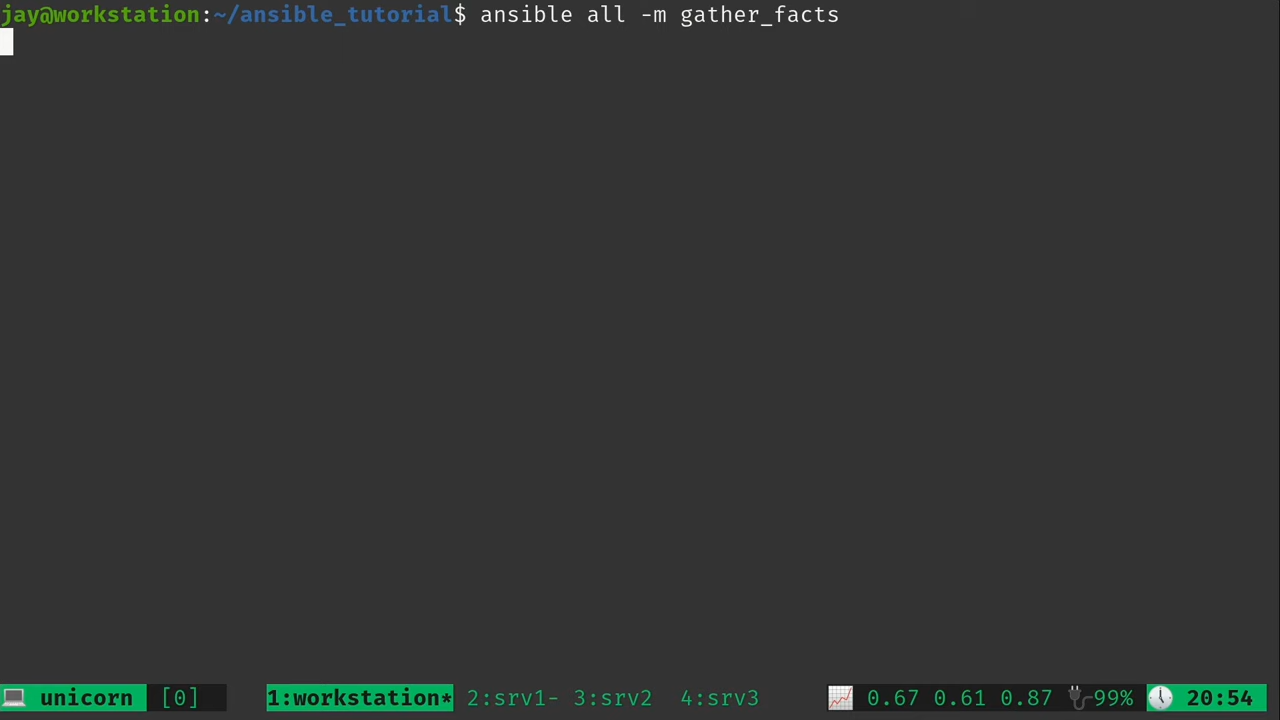 jay@workstation:~/ansible_tutorial$ ansible all -m gather_facts
unicorn [0] 1:workstation* 2:srv1- 3:srv2 4:srv3 0.67 0.61 0.87 99% 20:54